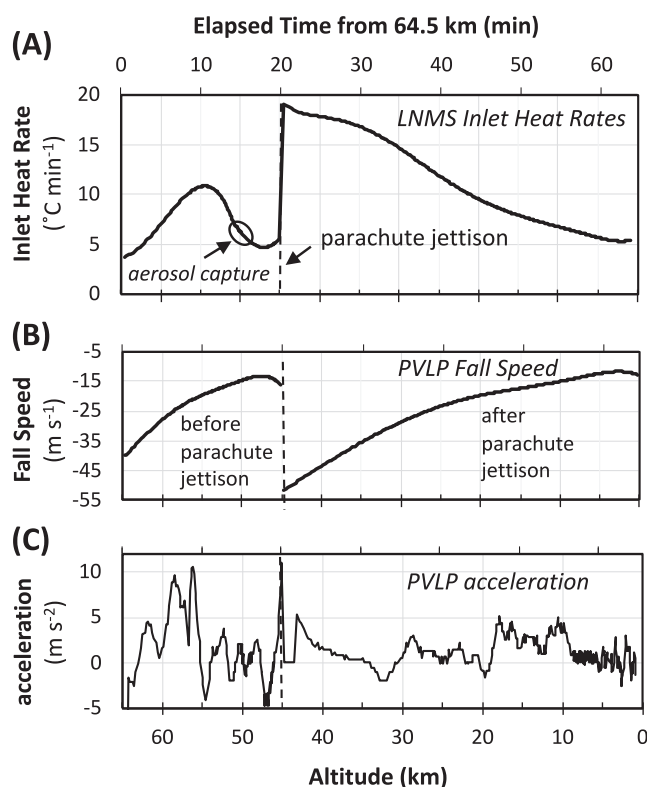 (A)
Elapsed Time from 64.5 km (min)
0 10 20 30 40 50 60
Inlet Heat Rate
(˚C min⁻¹)
20
15
10
5
0
LNMS Inlet Heat Rates
parachute jettison
aerosol capture
(B)
Fall Speed
(m s⁻¹)
-5
-15
-25
-35
-45
-55
PVLP Fall Speed
before
parachute
jettison
after
parachute
jettison
(C)
acceleration
(m s⁻²)
10
5
0
-5
PVLP acceleration
60 50 40 30 20 10 0
Altitude (km)